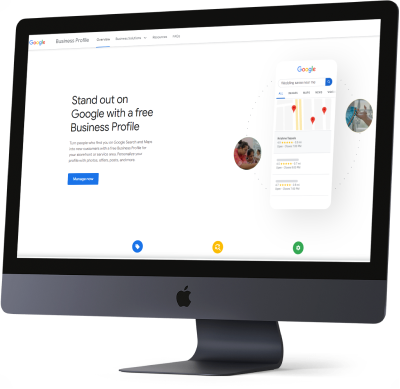 Google Business Profile Overview Business Solutions Resources FAQ
Stand out on
Google with a free
Business Profile
Turn people who find you on Google Search and Maps
into new customers with a free Business Profile for
your storefront or service area. Personalize your
profile with photos, offers, posts, and more.
Manage now
Google
ALL